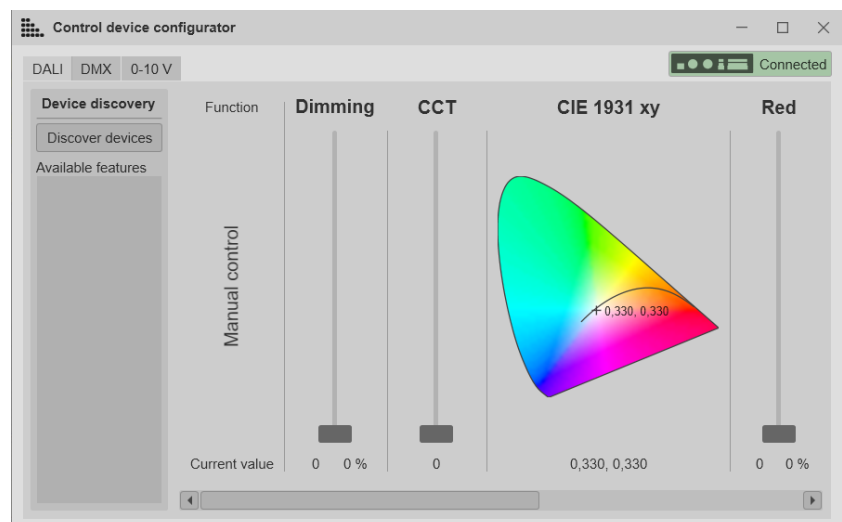 Control device configurator
DALI DMX 0-10 V
Connected
Device discovery
Discover devices
Available features
Function
Dimming
CCT
CIE 1931 xy
Red
Manual control
0,330, 0,330
Current value
0 0 %
0
0,330, 0,330
0 0 %